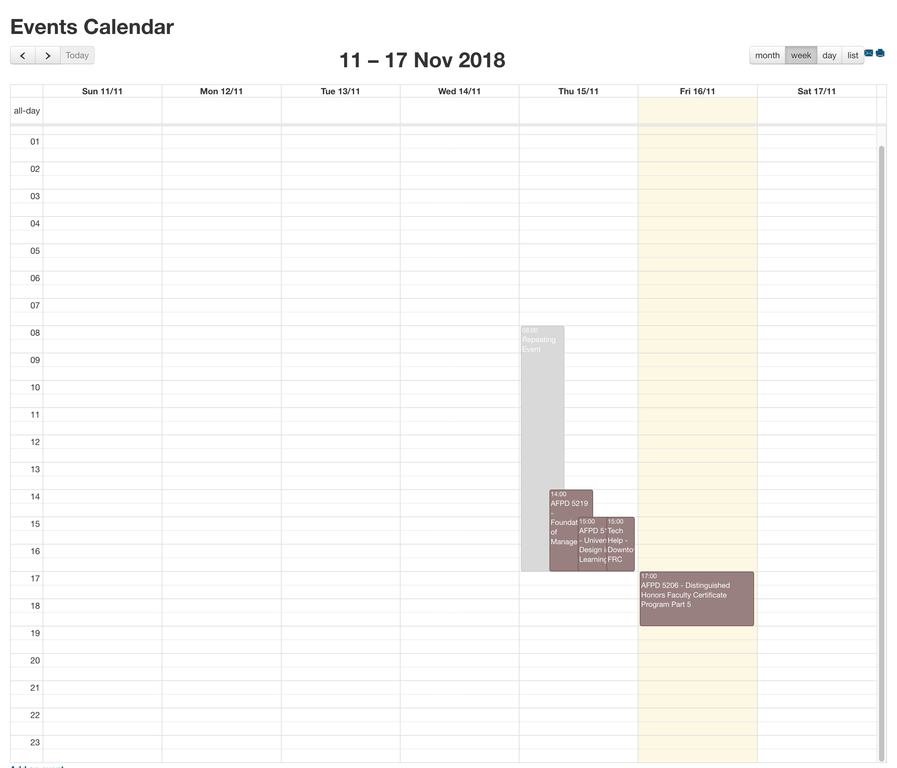 Events Calendar
Today
11 – 17 Nov 2018
month week day list
Sun 11/11 Mon 12/11 Tue 13/11 Wed 14/11 Thu 15/11 Fri 16/11 Sat 17/11
all-day
01
02
03
04
05
06
07
08
08:00
Repeating
Event
09
10
11
12
13
14
14:00
AFPD 5219
-
Foundat
of
Manage
15
15:00
AFPD 5
- Univer
Design
Learning
15:00
Tech
Help -
Downto
FRC
16
17
17:00
AFPD 5206 - Distinguished
Honors Faculty Certificate
Program Part 5
18
19
20
21
22
23